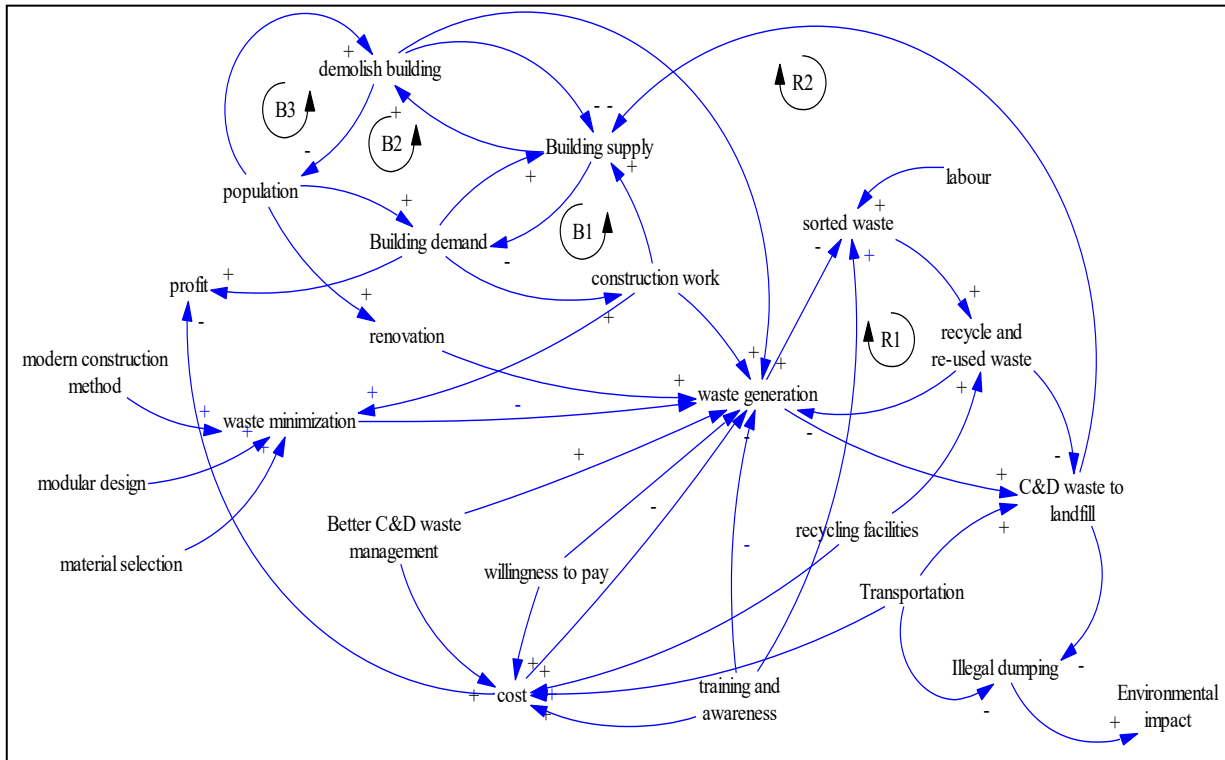 demolish building
B3
B2
R2
Building supply
population
labour
sorted waste
Building demand
B1
construction work
profit
renovation
R1
recycle and
re-used waste
modern construction
method
waste minimization
waste generation
modular design
C&D waste to
landfill
Better C&D waste
management
recycling facilities
material selection
willingness to pay
Transportation
Illegal dumping
cost
training and
awareness
Environmental
impact
+
+
- -
-
+
+
+
+
-
+
-
+
+
+
-
+
+
-
+
+
+
+
+
+
+
+
-
+
-
-
+
-
-
-
+
+
+
+
+
+
+
-
-
+